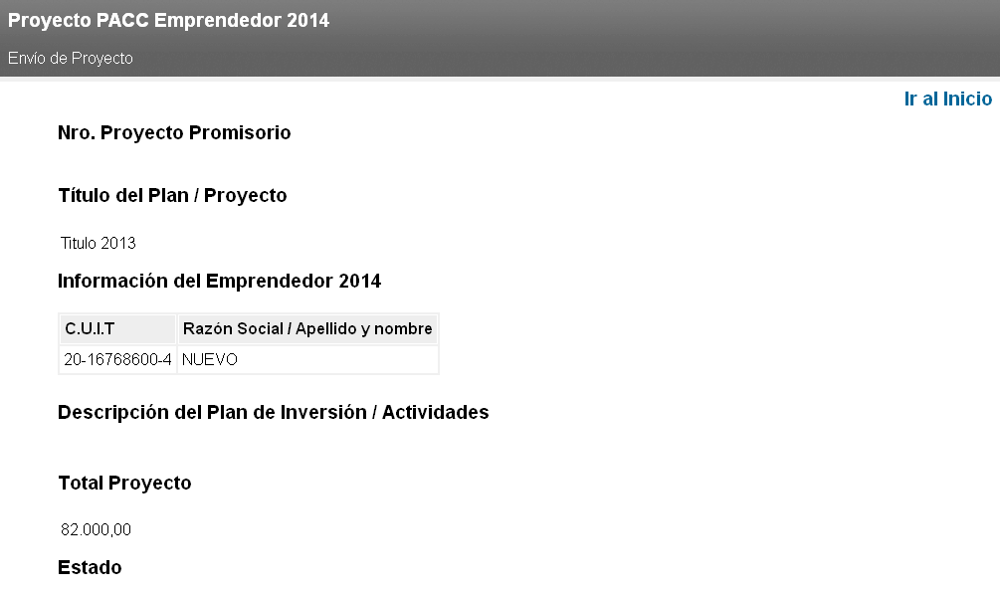 Proyecto PACC Emprendedor 2014
Envío de Proyecto
Ir al Inicio
Nro. Proyecto Promisorio
Título del Plan / Proyecto
Titulo 2013
Información del Emprendedor 2014
C.U.I.T Razón Social / Apellido y nombre
20-16768600-4 NUEVO
Descripción del Plan de Inversión / Actividades
Total Proyecto
82.000,00
Estado